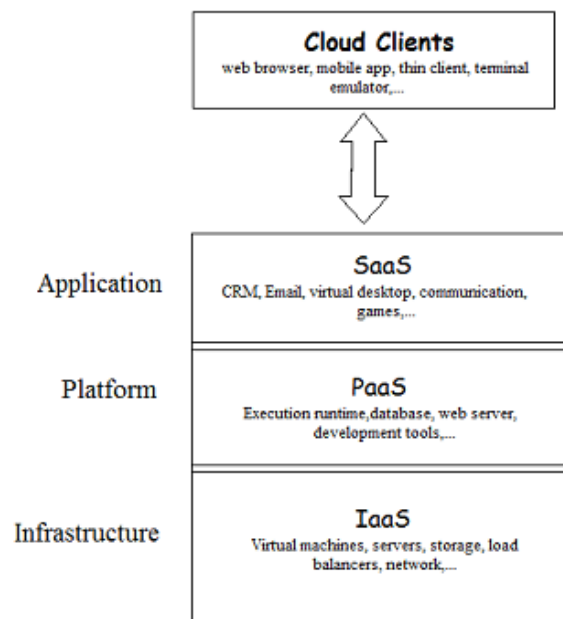 Cloud Clients
web browser, mobile app, thin client, terminal
emulator,...
Application
SaaS
CRM, Email, virtual desktop, communication,
games,...
Platform
PaaS
Execution runtime,database, web server,
development tools,...
Infrastructure
IaaS
Virtual machines, servers, storage, load
balancers, network,...